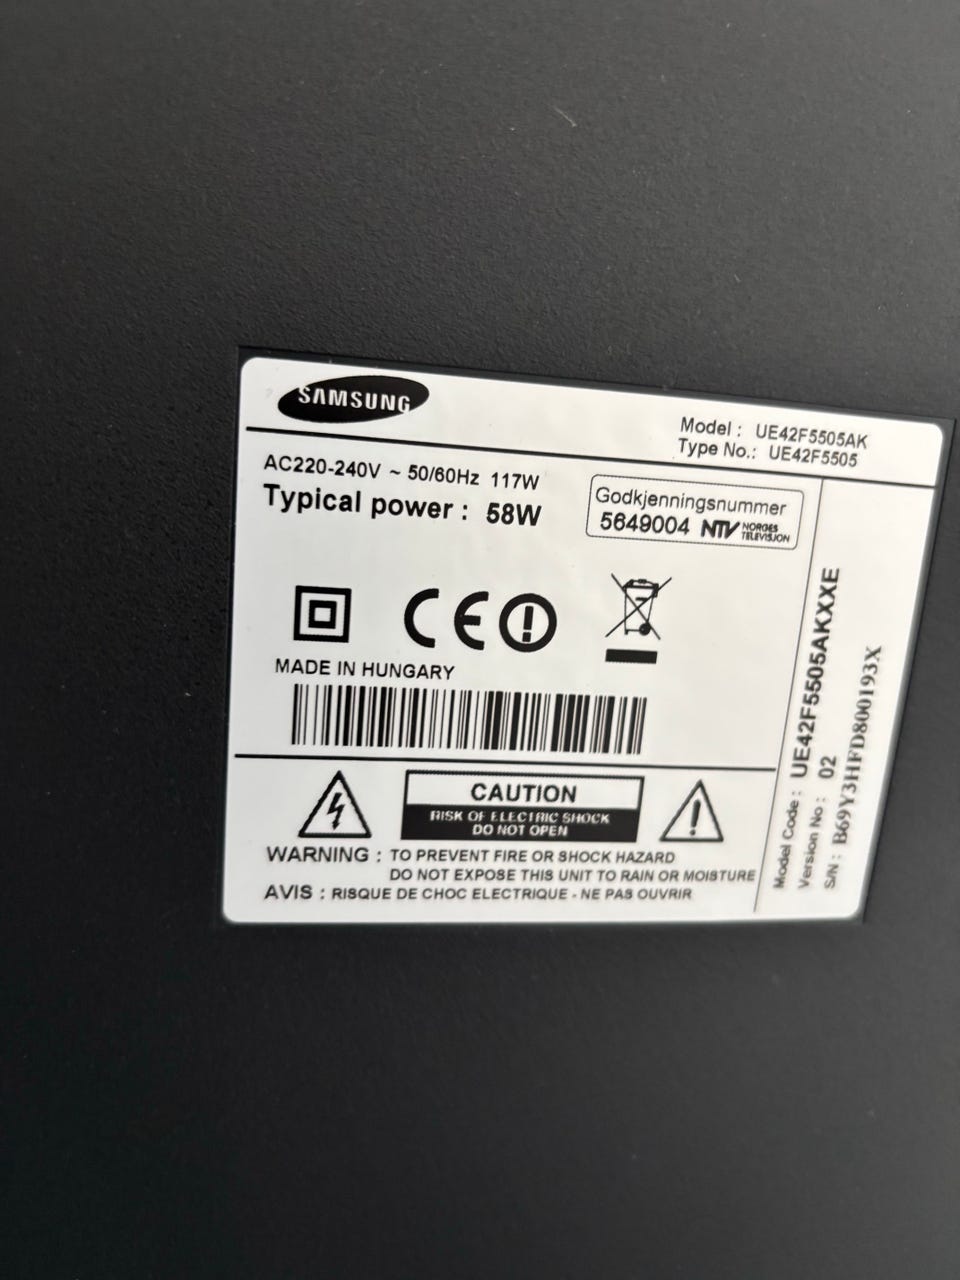 SAMSUNG
Model : UE42F5505AK
Type No.: UE42F5505
AC220-240V ~ 50/60Hz 117W
Typical power : 58W
Godkjenningsnummer
5649004 NTV NORGES TELEVISJON
CE
MADE IN HUNGARY
CAUTION
RISK OF ELECTRIC SHOCK
DO NOT OPEN
WARNING : TO PREVENT FIRE OR SHOCK HAZARD
DO NOT EXPOSE THIS UNIT TO RAIN OR MOISTURE
AVIS : RISQUE DE CHOC ELECTRIQUE - NE PAS OUVRIR
Model Code : UE42F5505AKXXE
Version No : 02
S/N : B69Y3HFD800193X